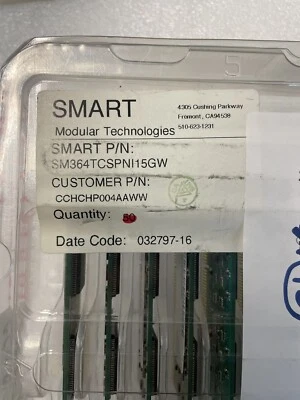 SMART
4305 Cushing Parkway
Fremont, CA94538
510-623-1231
Modular Technologies
SMART P/N:
SM364TCSPNI15GW
CUSTOMER P/N:
CCHCHP004AAWW
Quantity: 80
Date Code: 032797-16